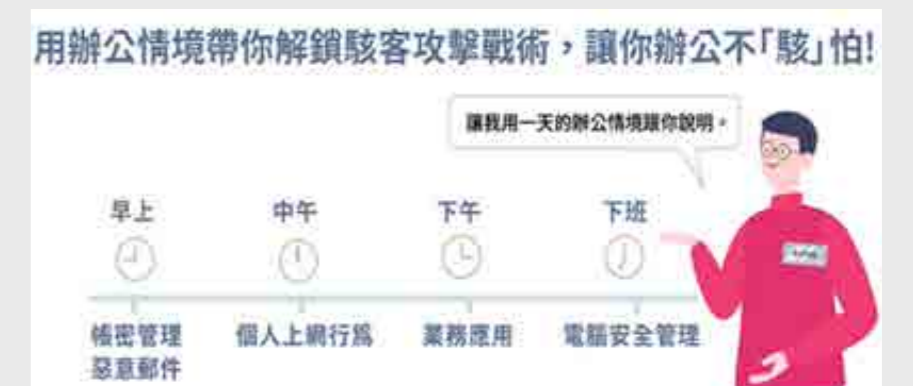 用辦公情境帶你解鎖駭客攻擊戰術，讓你辦公不「駭」怕!
讓我用一天的辦公情境跟你說明。
早上
中午
下午
下班
帳密管理
惡意郵件
個人上網行為
業務應用
電腦安全管理